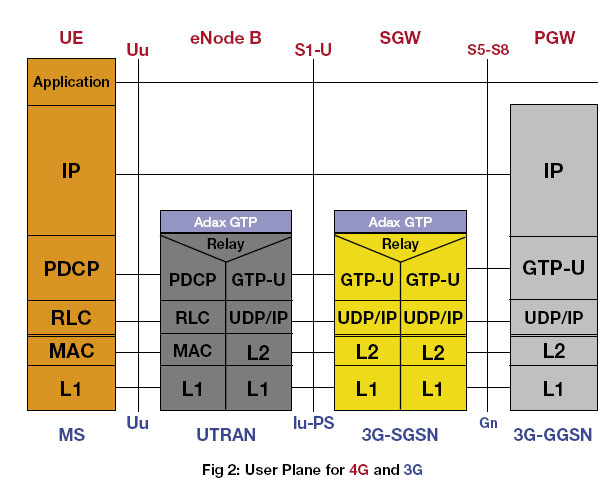 UE eNode B SGW PGW
Uu S1-U S5-S8
Application
IP IP
Adax GTP Adax GTP
Relay Relay
PDCP PDCP GTP-U GTP-U GTP-U GTP-U
RLC RLC UDP/IP UDP/IP UDP/IP UDP/IP
MAC MAC L2 L2 L2 L2
L1 L1 L1 L1 L1 L1
Uu Iu-PS Gn
MS UTRAN 3G-SGSN 3G-GGSN
Fig 2: User Plane for 4G and 3G